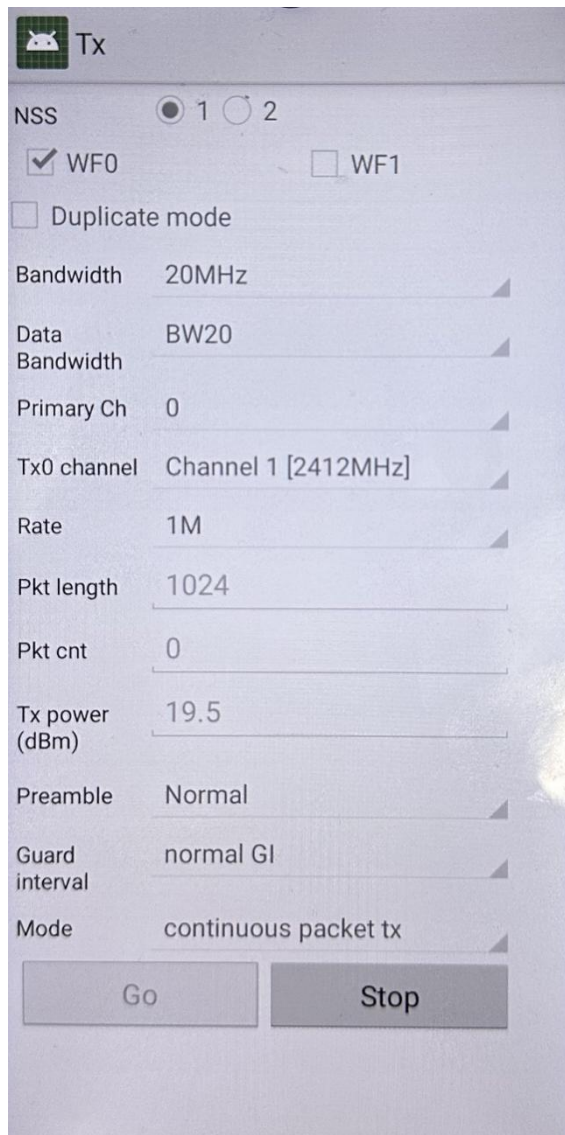 Tx
NSS 1 2
WF0 WF1
Duplicate mode
Bandwidth 20MHz
Data
Bandwidth BW20
Primary Ch 0
Tx0 channel Channel 1 [2412MHz]
Rate 1M
Pkt length 1024
Pkt cnt 0
Tx power
(dBm) 19.5
Preamble Normal
Guard
interval normal GI
Mode continuous packet tx
Go Stop